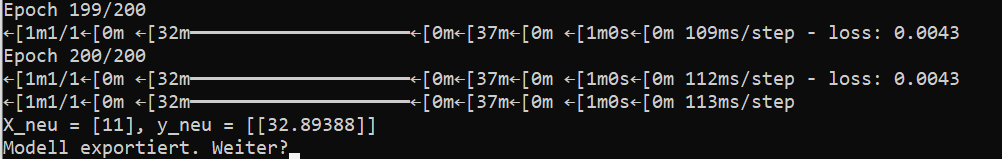 Epoch 199/200
←[1m1/1←[0m ←[32m━━━━━━━━━━━━━━━━━━━━←[0m←[37m←[0m ←[1m0s←[0m 109ms/step - loss: 0.0043
Epoch 200/200
←[1m1/1←[0m ←[32m━━━━━━━━━━━━━━━━━━━━←[0m←[37m←[0m ←[1m0s←[0m 112ms/step - loss: 0.0043
←[1m1/1←[0m ←[32m━━━━━━━━━━━━━━━━━━━━←[0m←[37m←[0m ←[1m0s←[0m 113ms/step
X_neu = [11], y_neu = [[32.89388]]
Modell exportiert. Weiter?